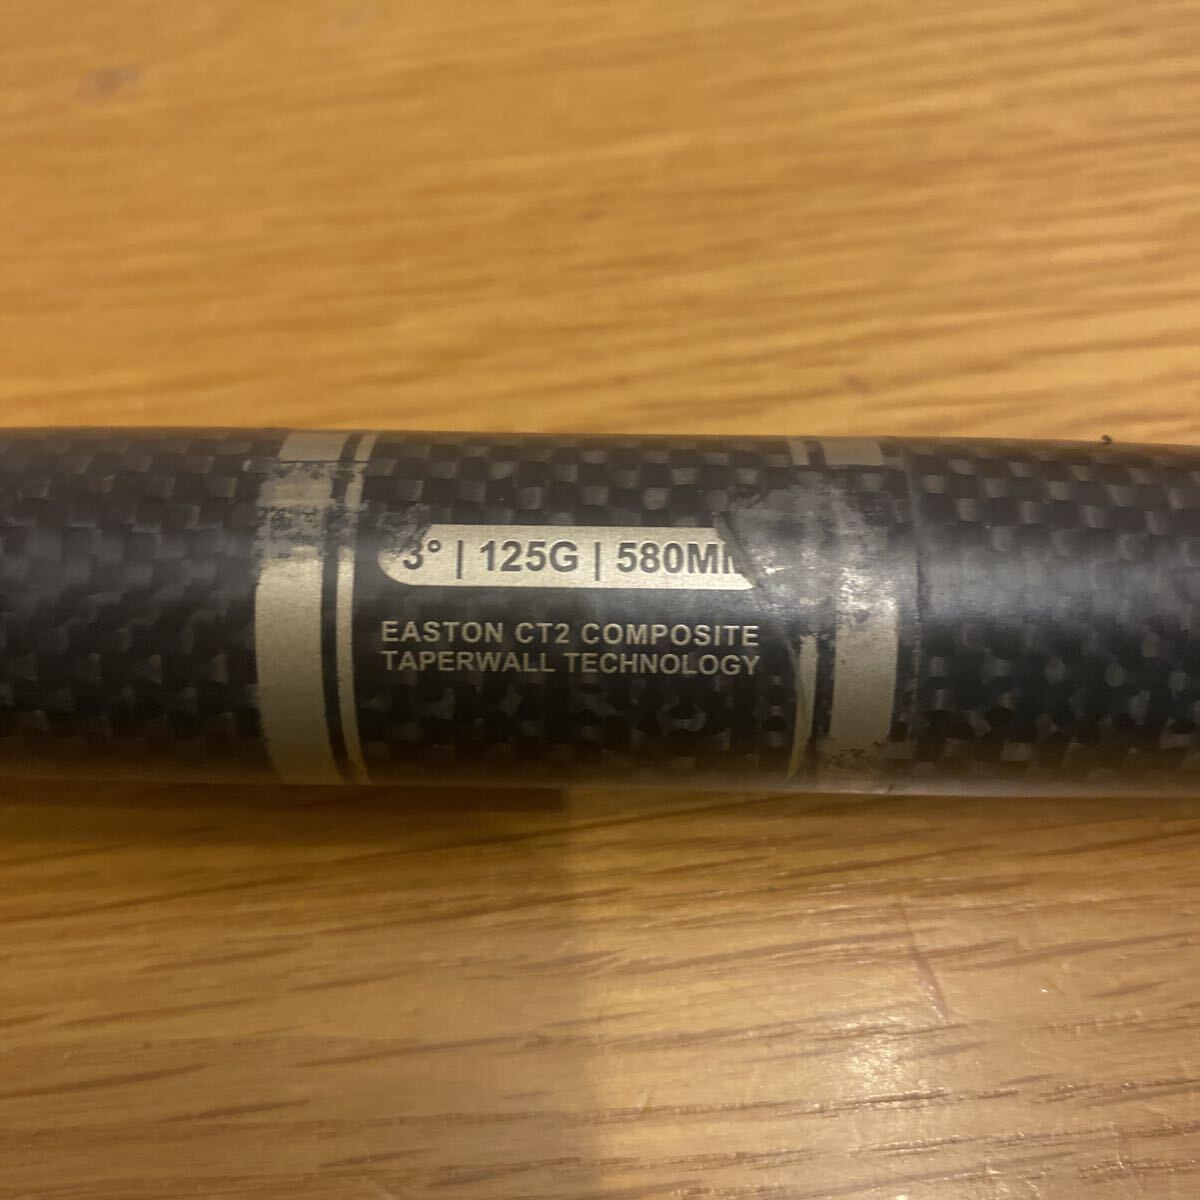 3° | 125G | 580MM
EASTON CT2 COMPOSITE
TAPERWALL TECHNOLOGY